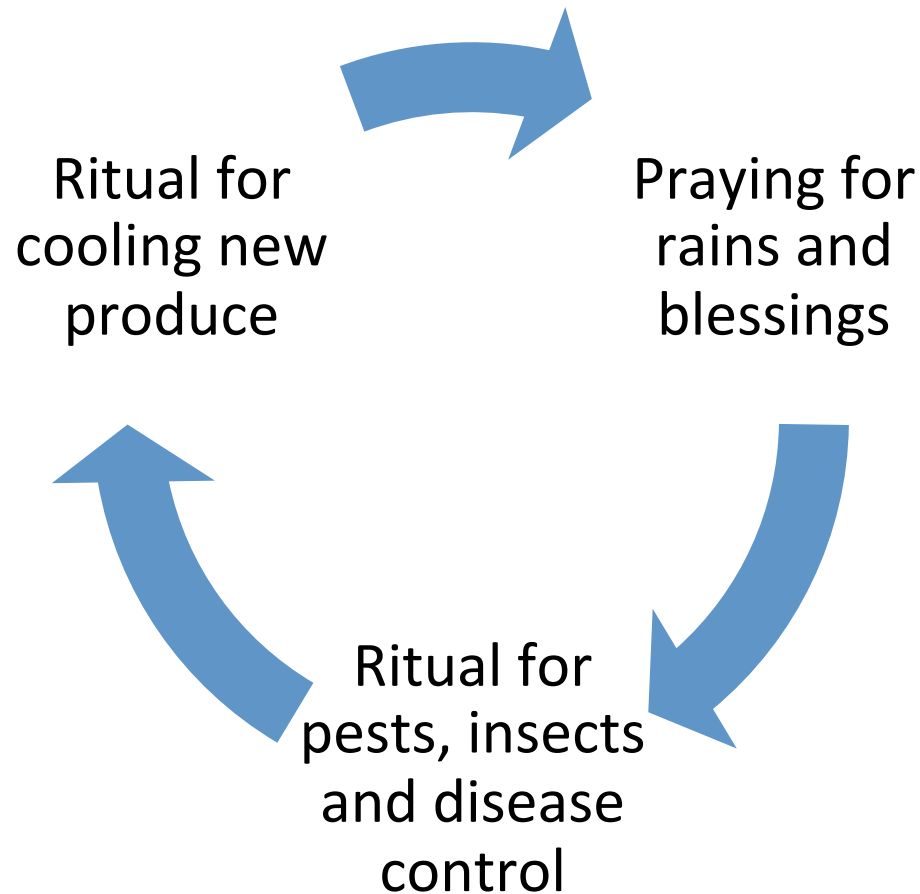 Ritual for
cooling new
produce
Praying for
rains and
blessings
Ritual for
pests, insects
and disease
control